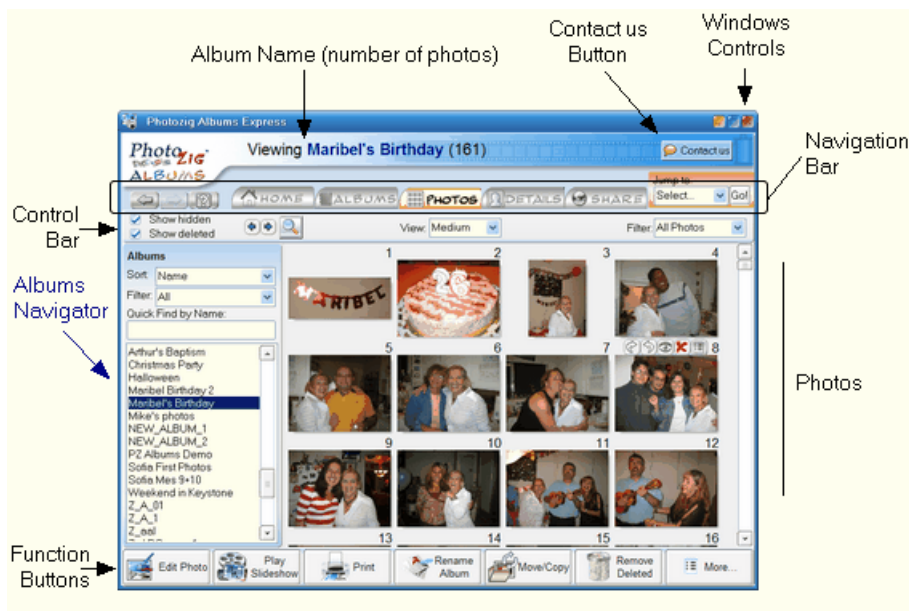 Contact us
Button
Windows
Controls
Album Name (number of photos)
Photozig Albums Express
Photo
ZIG
ALBUMS
Viewing Maribel's Birthday (161)
Contact us
Navigation
Bar
Jump to:
HOME
ALBUMS
PHOTOS
DETAILS
SHARE
Select...
Go!
Control
Bar
Show hidden
Show deleted
View: Medium
Filter: All Photos
Albums
Navigator
Albums
Sort: Name
Filter: All
Quick Find by Name:
Arthur's Baptism
Christmas Party
Halloween
Maribel Birthday 2
Maribel's Birthday
Mike's photos
NEW_ALBUM_1
NEW_ALBUM_2
PZ Albums Demo
Sofia First Photos
Sofia Mes 9+10
Weekend in Keystone
Z_A_01
Z_A_1
Z_aal
1 2 3 4
RIBEL
26
5 6 7 8
9 10 11 12
13 14 15 16
Photos
Function
Buttons
Edit Photo
Play
Slideshow
Print
Rename
Album
Move/Copy
Remove
Deleted
More...